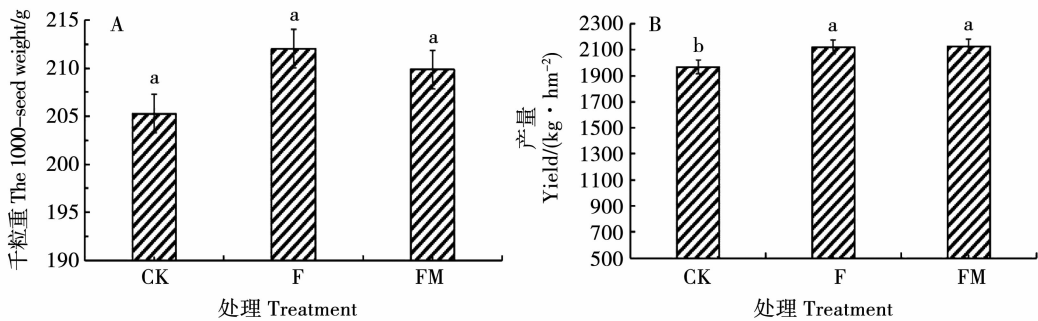 千粒重 The 1000-seed weight/g
215
210
205
200
195
190
A
a
a
a
CK
F
FM
处理 Treatment
产量
Yield/(kg·hm⁻²)
2300
2100
1900
1700
1500
1300
1100
900
700
500
B
b
a
a
CK
F
FM
处理 Treatment